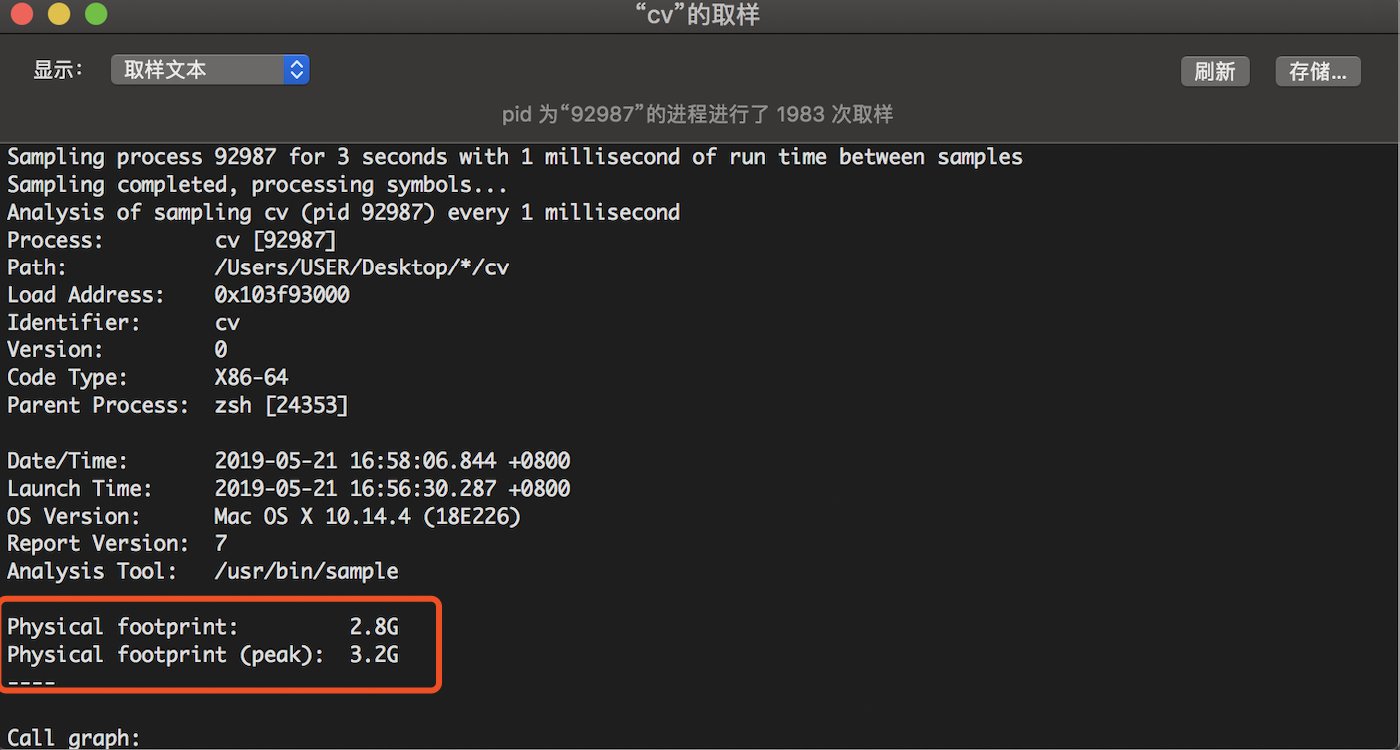 “cv”的取样
显示： 取样文本 刷新 存储...
pid 为“92987”的进程进行了 1983 次取样
Sampling process 92987 for 3 seconds with 1 millisecond of run time between samples
Sampling completed, processing symbols...
Analysis of sampling cv (pid 92987) every 1 millisecond
Process: cv [92987]
Path: /Users/USER/Desktop/*/cv
Load Address: 0x103f93000
Identifier: cv
Version: 0
Code Type: X86-64
Parent Process: zsh [24353]
Date/Time: 2019-05-21 16:58:06.844 +0800
Launch Time: 2019-05-21 16:56:30.287 +0800
OS Version: Mac OS X 10.14.4 (18E226)
Report Version: 7
Analysis Tool: /usr/bin/sample
Physical footprint: 2.8G
Physical footprint (peak): 3.2G
----
Call graph: